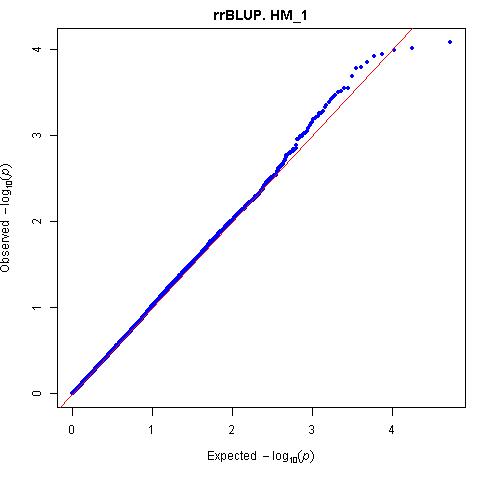 rrBLUP. HM_1
Observed −log₁₀(p)
4
3
2
1
0
0 1 2 3 4
Expected −log₁₀(p)